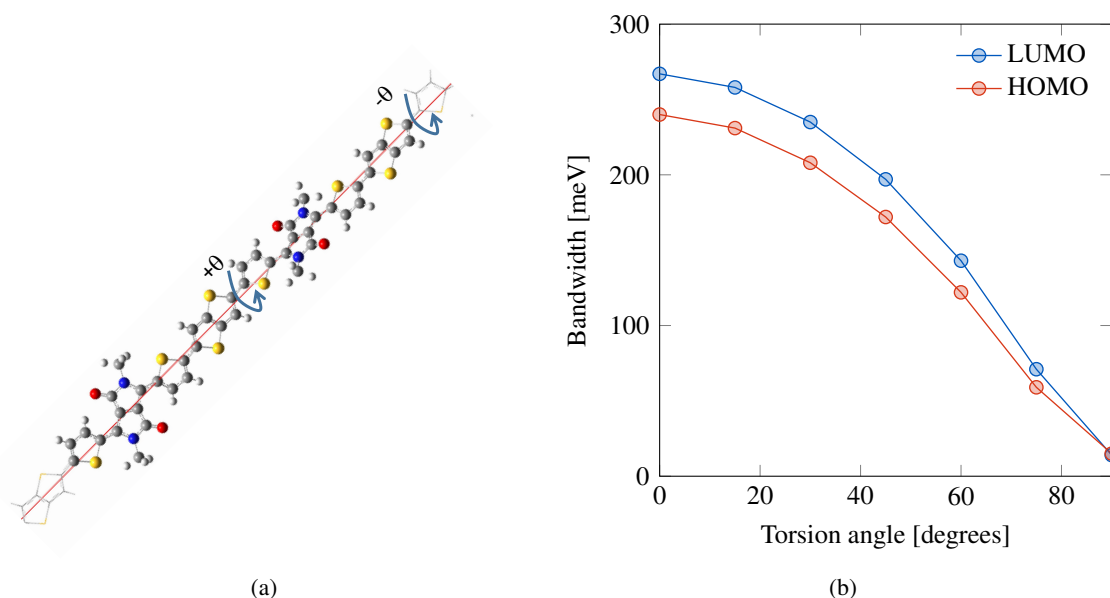 -θ
+θ
(a)
300
200
100
0
0
20
40
60
80
Bandwidth [meV]
Torsion angle [degrees]
LUMO
HOMO
(b)